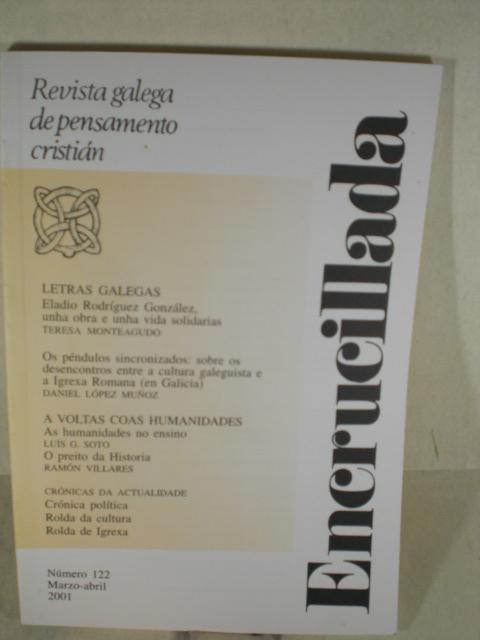 Revista galega
de pensamento
cristián
Encrucillada
LETRAS GALEGAS
Eladio Rodríguez González,
unha obra e unha vida solidarias
TERESA MONTEAGUDO
Os péndulos sincronizados: sobre os
desencontros entre a cultura galeguista e
a Igrexa Romana (en Galicia)
DANIEL LÓPEZ MUÑOZ
A VOLTAS COAS HUMANIDADES
As humanidades no ensino
LUÍS G. SOTO
O preito da Historia
RAMÓN VILLARES
CRÓNICAS DA ACTUALIDADE
Crónica política
Rolda da cultura
Rolda de Igrexa
Número 122
Marzo-abril
2001